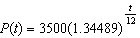 P(t) = 3500(1.34489)^(t/12)